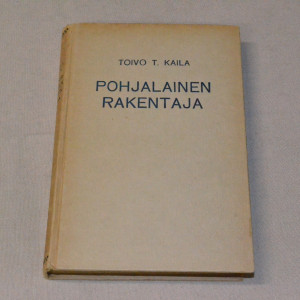 TOIVO T. KAILA
POHJALAINEN
RAKENTAJA